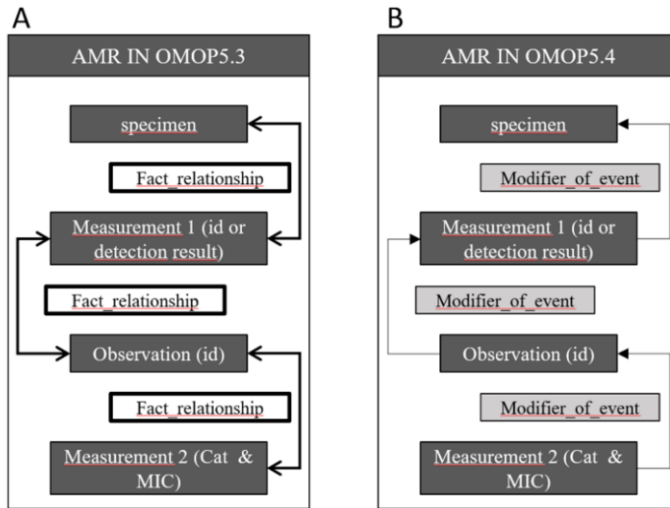 A
AMR IN OMOP5.3
specimen
Fact_relationship
Measurement 1 (id or
detection result)
Fact_relationship
Observation (id)
Fact_relationship
Measurement 2 (Cat & 
MIC)
B
AMR IN OMOP5.4
specimen
Modifier_of_event
Measurement 1 (id or
detection result)
Modifier_of_event
Observation (id)
Modifier_of_event
Measurement 2 (Cat &
MIC)